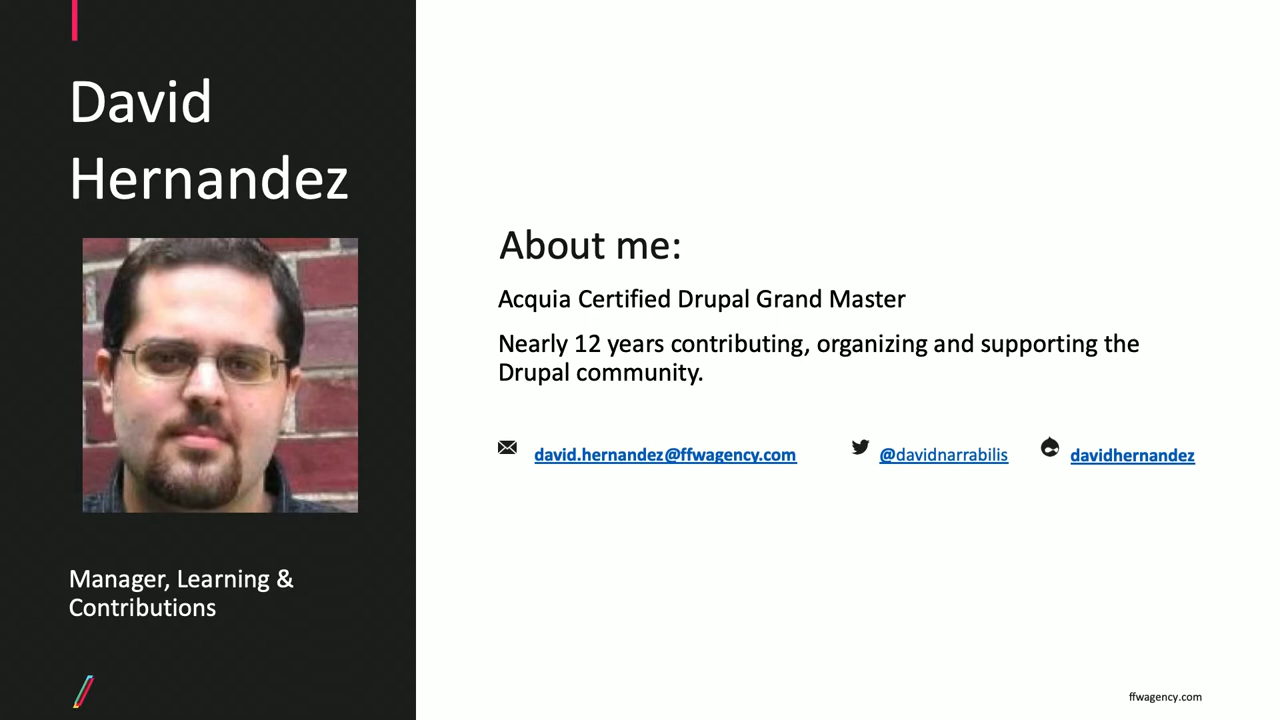 David
Hernandez
Manager, Learning &
Contributions
About me:
Acquia Certified Drupal Grand Master
Nearly 12 years contributing, organizing and supporting the
Drupal community.
david.hernandez@ffwagency.com @davidnarrabilis davidhernandez
ffwagency.com